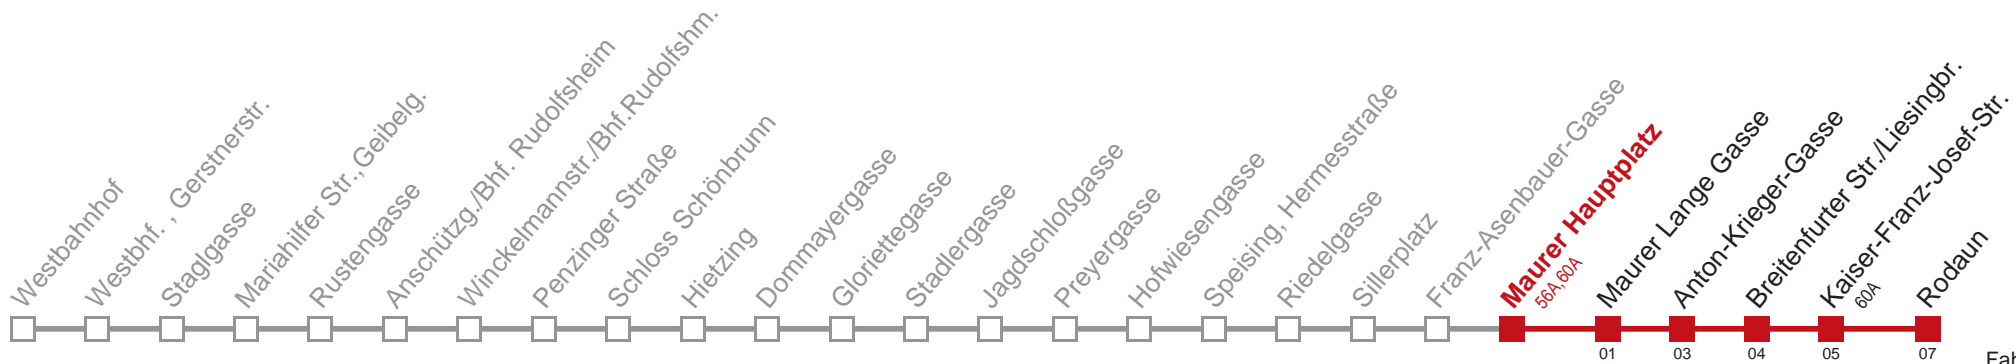 Westbahnhof
Westbhf. , Gerstnerstr.
Staglgasse
Mariahilfer Str.,Geibelg.
Rustengasse
Anschützg./Bhf. Rudolfsheim
Winckelmannstr./Bhf.Rudolfshm.
Penzinger Straße
Schloss Schönbrunn
Hietzing
Dommayergasse
Gloriettegasse
Stadlergasse
Jagdschloßgasse
Preyergasse
Hofwiesengasse
Speising, Hermesstraße
Riedelgasse
Sillerplatz
Franz-Asenbauer-Gasse
Maurer Hauptplatz
56A,60A
Maurer Lange Gasse
Anton-Krieger-Gasse
Breitenfurter Str./Liesingbr.
Kaiser-Franz-Josef-Str.
60A
Rodaun
01 03 04 05 07